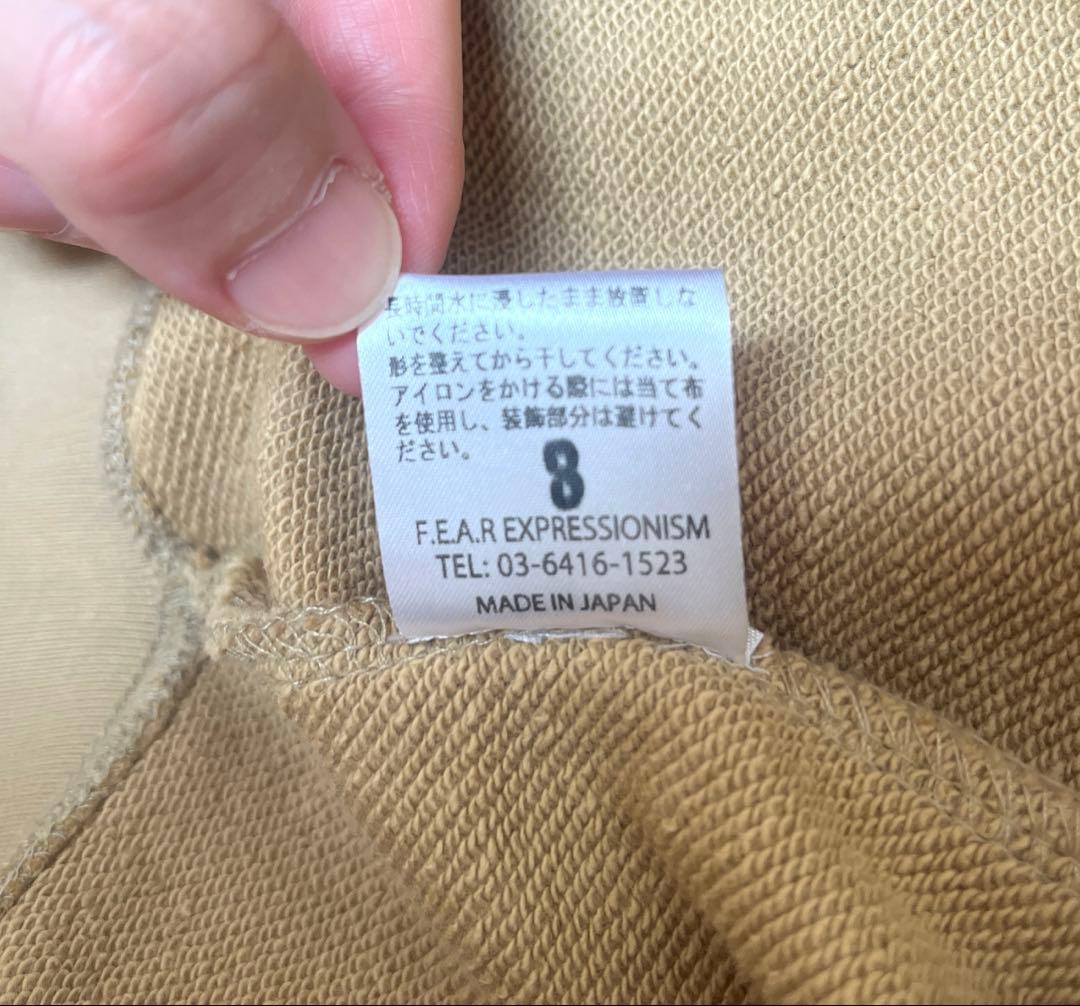 長時間水に浸したまま放置しな
いでください。
形を整えてから干してください。
アイロンをかける際には当て布
を使用し、装飾部分は避けてく
ださい。
8
F.E.A.R EXPRESSIONISM
TEL: 03-6416-1523
MADE IN JAPAN